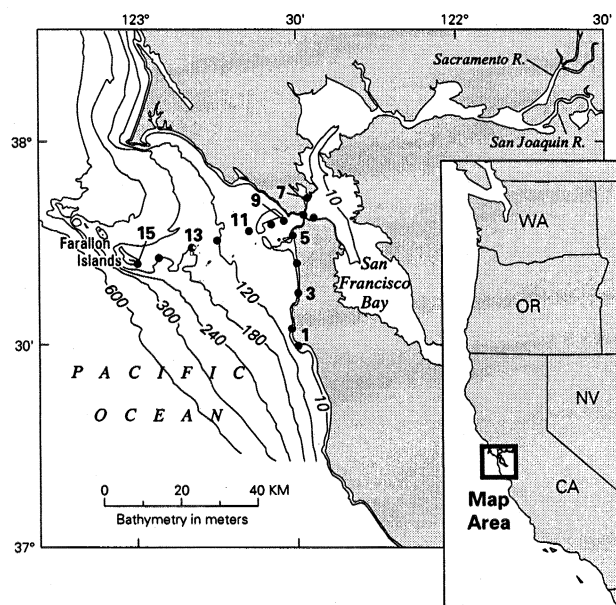 123°
30'
122°
30'
Sacramento R.
38°
San Joaquin R.
7
10
9
WA
15
13
11
5
Farallon
Islands
San
Francisco
Bay
600
300
240
180
120
3
OR
1
30'
PACIFIC
OCEAN
10
NV
0 20 40 KM
Bathymetry in meters
CA
Map
Area
37°